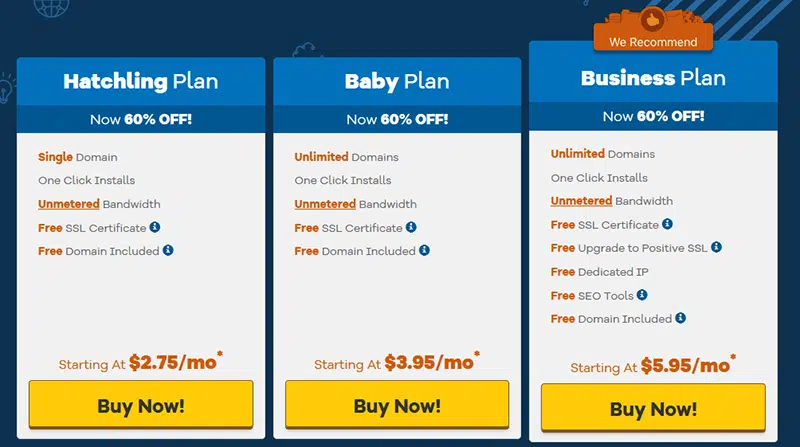 Hatchling Plan
Now 60% OFF!
Single Domain
One Click Installs
Unmetered Bandwidth
Free SSL Certificate
Free Domain Included
Starting At $2.75/mo*
Buy Now!
Baby Plan
Now 60% OFF!
Unlimited Domains
One Click Installs
Unmetered Bandwidth
Free SSL Certificate
Free Domain Included
Starting At $3.95/mo*
Buy Now!
We Recommend
Business Plan
Now 60% OFF!
Unlimited Domains
One Click Installs
Unmetered Bandwidth
Free SSL Certificate
Free Upgrade to Positive SSL
Free Dedicated IP
Free SEO Tools
Free Domain Included
Starting At $5.95/mo*
Buy Now!